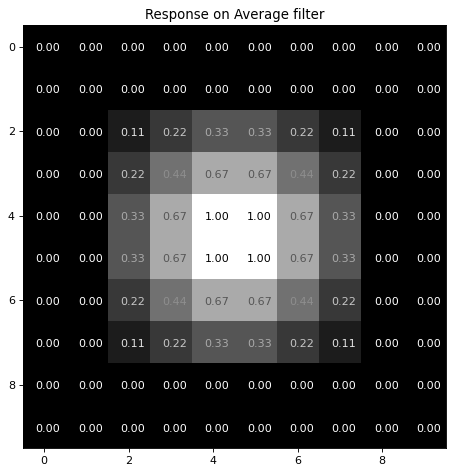 Response on Average filter
0 0.00 0.00 0.00 0.00 0.00 0.00 0.00 0.00 0.00 0.00
0.00 0.00 0.00 0.00 0.00 0.00 0.00 0.00 0.00 0.00
2 0.00 0.00 0.11 0.22 0.33 0.33 0.22 0.11 0.00 0.00
0.00 0.00 0.22 0.44 0.67 0.67 0.44 0.22 0.00 0.00
4 0.00 0.00 0.33 0.67 1.00 1.00 0.67 0.33 0.00 0.00
0.00 0.00 0.33 0.67 1.00 1.00 0.67 0.33 0.00 0.00
6 0.00 0.00 0.22 0.44 0.67 0.67 0.44 0.22 0.00 0.00
0.00 0.00 0.11 0.22 0.33 0.33 0.22 0.11 0.00 0.00
8 0.00 0.00 0.00 0.00 0.00 0.00 0.00 0.00 0.00 0.00
0.00 0.00 0.00 0.00 0.00 0.00 0.00 0.00 0.00 0.00
0 2 4 6 8